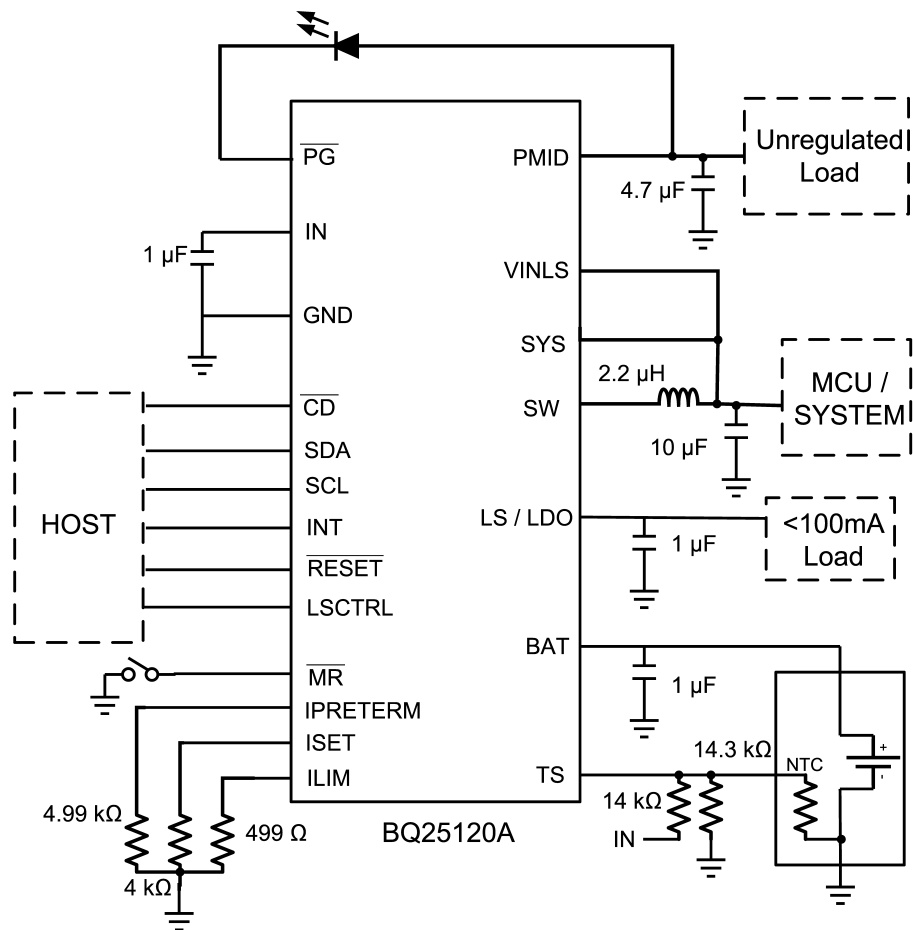 PG
IN
GND
CD
SDA
SCL
INT
RESET
LSCTRL
MR
IPRETERM
ISET
ILIM
PMID
VINLS
SYS
SW
LS / LDO
BAT
TS
BQ25120A
1 µF
HOST
4.99 kΩ
4 kΩ
499 Ω
4.7 µF
Unregulated
Load
2.2 µH
10 µF
MCU /
SYSTEM
1 µF
<100mA
Load
1 µF
14.3 kΩ
14 kΩ
IN
NTC
+
-